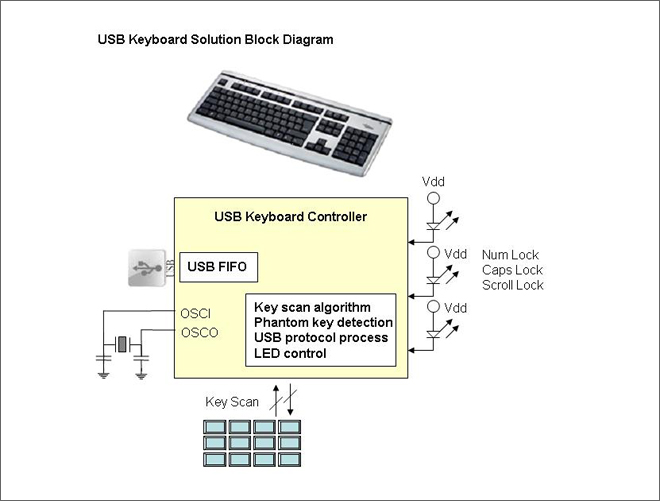 USB Keyboard Solution Block Diagram
Vdd
USB Keyboard Controller
Vdd
Num Lock
Caps Lock
Scroll Lock
USB
USB FIFO
Vdd
OSCI
OSCO
Key scan algorithm
Phantom key detection
USB protocol process
LED control
Key Scan